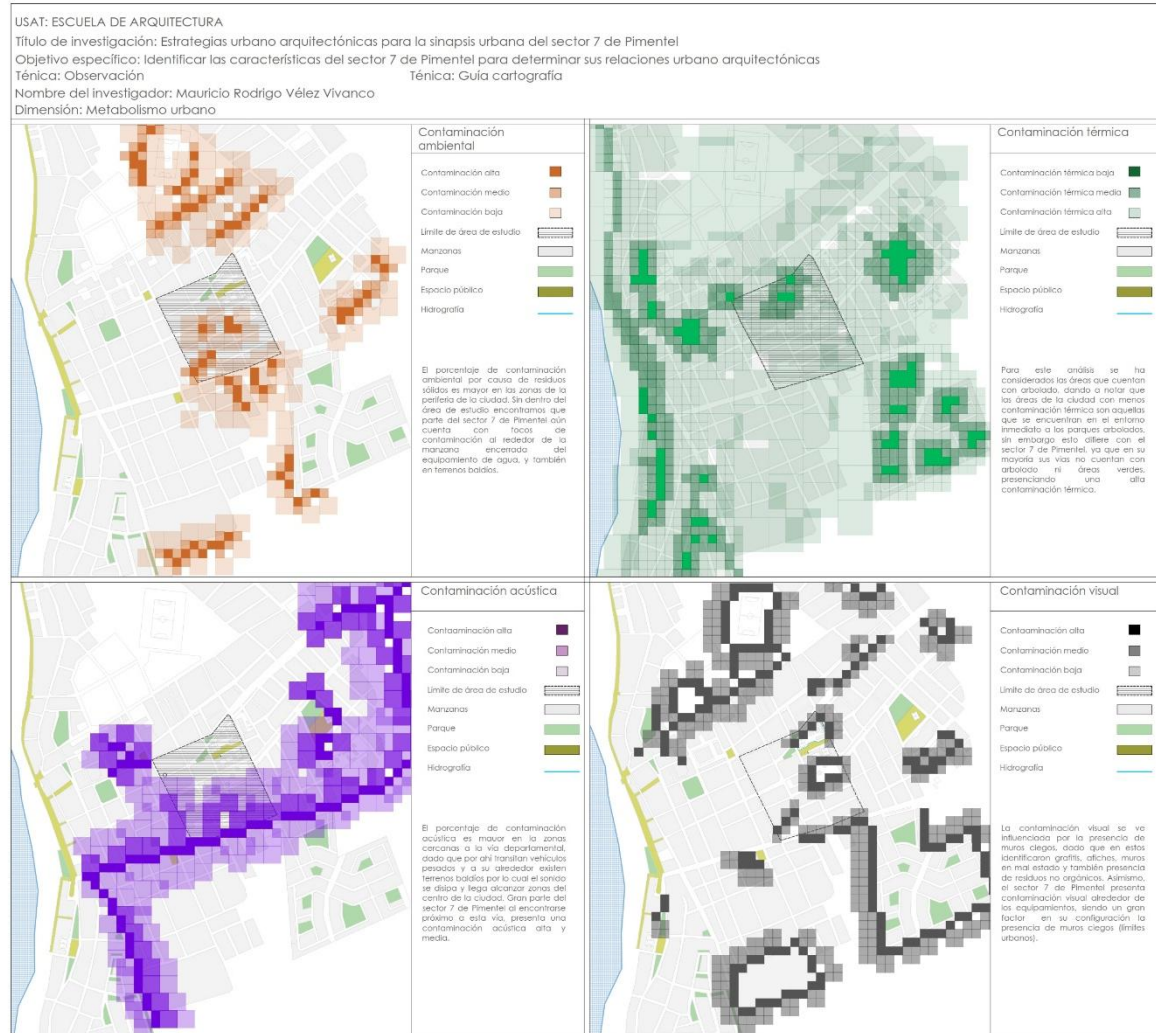 USAT: ESCUELA DE ARQUITECTURA
Título de investigación: Estrategias urbano arquitectónicas para la sinapsis urbana del sector 7 de Pimentel
Objetivo específico: Identificar las características del sector 7 de Pimentel para determinar sus relaciones urbano arquitectónicas
Ténica: Observación Ténica: Guía cartografía
Nombre del investigador: Mauricio Rodrigo Vélez Vivanco
Dimensión: Metabolismo urbano
Contaminación
ambiental
Contaminación alta
Contaminación medio
Contaminación baja
Límite de área de estudio
Manzanas
Parque
Espacio público
Hidrografía
El porcentaje de contaminación
ambiental por causa de residuos
sólidos es mayor en las zonas de la
periferia de la ciudad. Sin dentro del
área de estudio encontramos que
parte del sector 7 de Pimentel aún
cuenta con focos de
contaminación al rededor de la
manzana encerrada del
equipamiento de agua, y también
en terrenos baldíos.
Contaminación térmica
Contaminación térmica baja
Contaminación térmica media
Contaminación térmica alta
Límite de área de estudio
Manzanas
Parque
Espacio público
Hidrografía
Para este análisis se ha
considerados las áreas que cuentan
con arbolado, dando a notar que
las áreas de la ciudad con menos
contaminación térmica son aquellas
que se encuentran en el entorno
inmediato a los parques arbolados,
sin embargo esto difiere con el
sector 7 de Pimentel, ya que en su
mayoría sus vías no cuentan con
arbolado ni áreas verdes,
presenciando una alta
contaminación térmica.
Contaminación acústica
Contaaminación alta
Contaminación medio
Contaminación baja
Límite de área de estudio
Manzanas
Parque
Espacio público
Hidrografía
El porcentaje de contaminación
acústica es mauor en la zonas
cercanas a la vía departamental,
dado que por ahí transitan vehículos
pesados y a su alrededor existen
terrenos baldíos por lo cual el sonido
se disipa y llega alcanzar zonas del
centro de la ciudad. Gran parte del
sector 7 de Pimentel al encontrarse
próximo a esta vía, presenta una
contaminación acústica alta y
media.
Contaminación visual
Contaaminación alta
Contaminación medio
Contaminación baja
Límite de área de estudio
Manzanas
Parque
Espacio público
Hidrografía
La contaminación visual se ve
influenciada por la presencia de
muros ciegos, dado que en estos
identificaron grafitis, afiches, muros
en mal estado y también presencia
de residuos no orgánicos. Asimismo,
el sector 7 de Pimentel presenta
contaminación visual alrededor de
los equipamientos, siendo un gran
factor en su configuración la
presencia de muros ciegos (límites
urbanos).